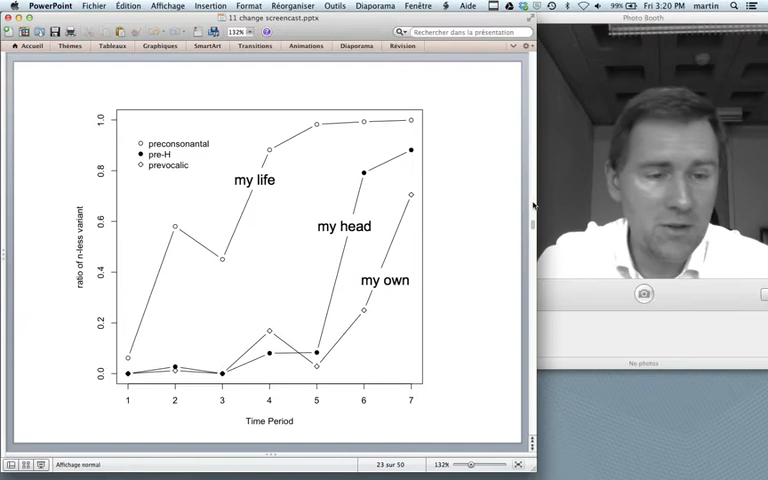 PowerPoint Fichier Édition Affichage Insertion Format Réorganiser Outils Diaporama Fenêtre Aide 99% Fri 3:20 PM martin
11 change screencast.pptx
Photo Booth
132% Rechercher dans la présentation
Accueil Thèmes Tableaux Graphiques SmartArt Transitions Animations Diaporama Révision
1.0
0.8
0.6
0.4
0.2
0.0
ratio of n-less variant
preconsonantal
pre-H
prevocalic
my life
my head
my own
1 2 3 4 5 6 7
Time Period
No photos
Affichage normal 23 sur 50 132%